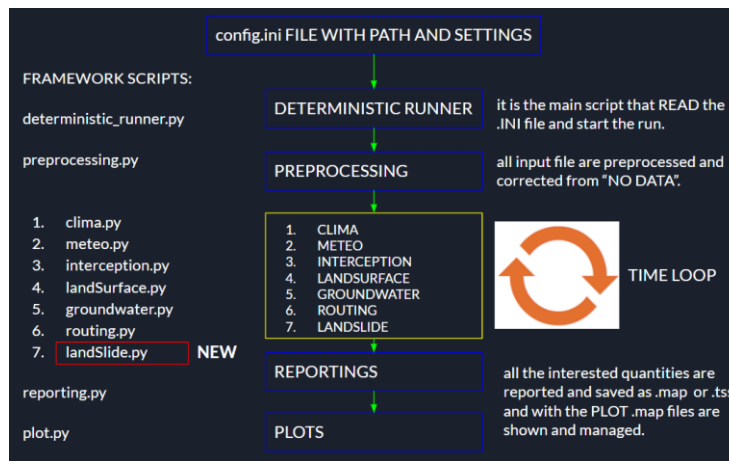 config.ini FILE WITH PATH AND SETTINGS
FRAMEWORK SCRIPTS:
deterministic_runner.py
DETERMINISTIC RUNNER
it is the main script that READ the
.INI file and start the run.
preprocessing.py
PREPROCESSING
all input file are preprocessed and
corrected from “NO DATA”.
1. clima.py
2. meteo.py
3. interception.py
4. landSurface.py
5. groundwater.py
6. routing.py
7. landSlide.py
NEW
1. CLIMA
2. METEO
3. INTERCEPTION
4. LANDSURFACE
5. GROUNDWATER
6. ROUTING
7. LANDSLIDE
TIME LOOP
reporting.py
REPORTINGS
all the interested quantities are
reported and saved as .map or .tss
and with the PLOT .map files are
shown and managed.
plot.py
PLOTS